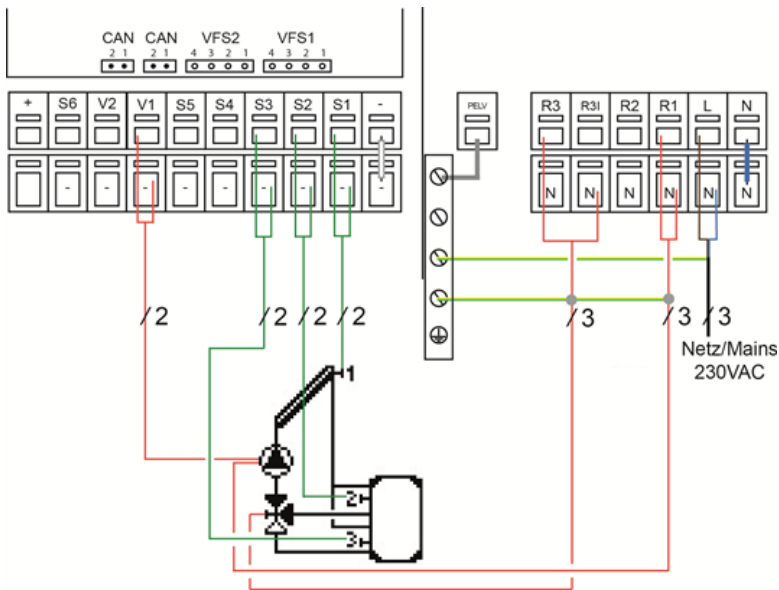 CAN CAN VFS2 VFS1
2 1 2 1 4 3 2 1 4 3 2 1
+ S6 V2 V1 S5 S4 S3 S2 S1 -
- - - - - - - -
PELV
R3 R3I R2 R1 L N
N N N N N N
/2 /2 /2 /2
/3 /3 /3
Netz/Mains
230VAC
1
2
3